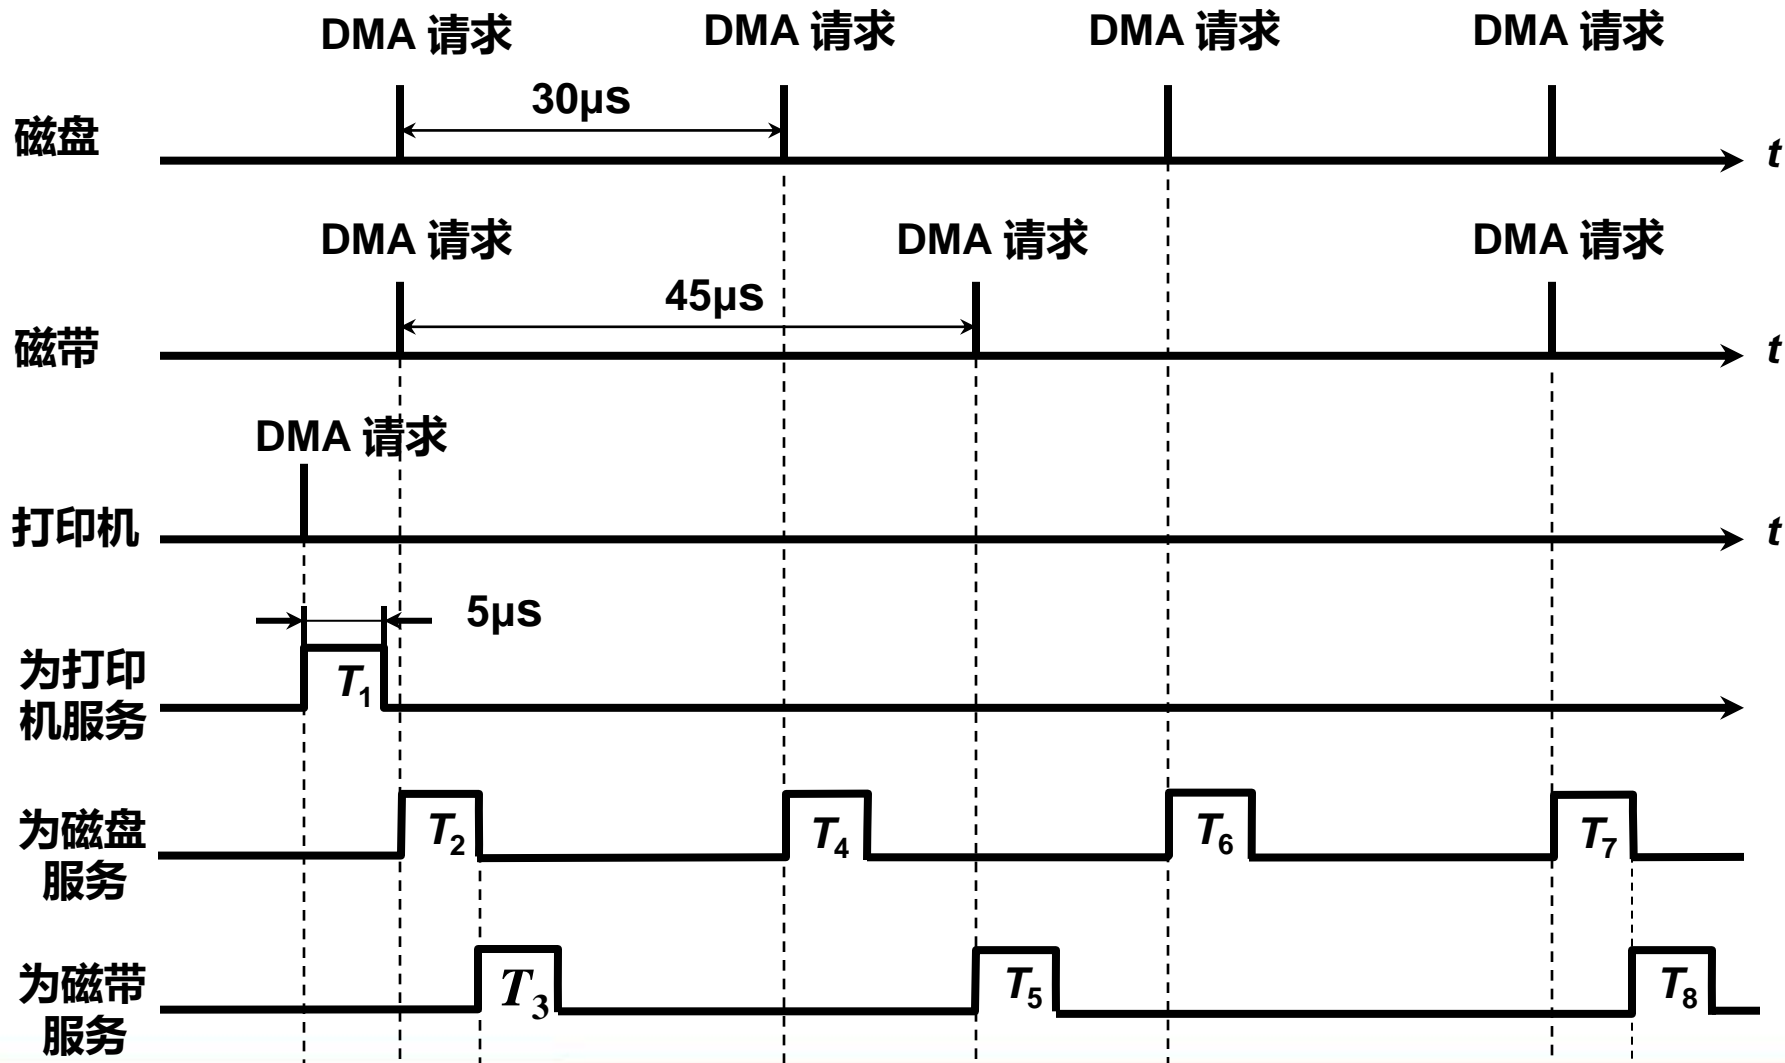 DMA 请求 DMA 请求 DMA 请求 DMA 请求
30μs
磁盘
t
DMA 请求 DMA 请求 DMA 请求
45μs
磁带
t
DMA 请求
打印机
t
5μs
为打印
机服务
T1
为磁盘
服务
T2 T4 T6 T7
为磁带
服务
T3 T5 T8